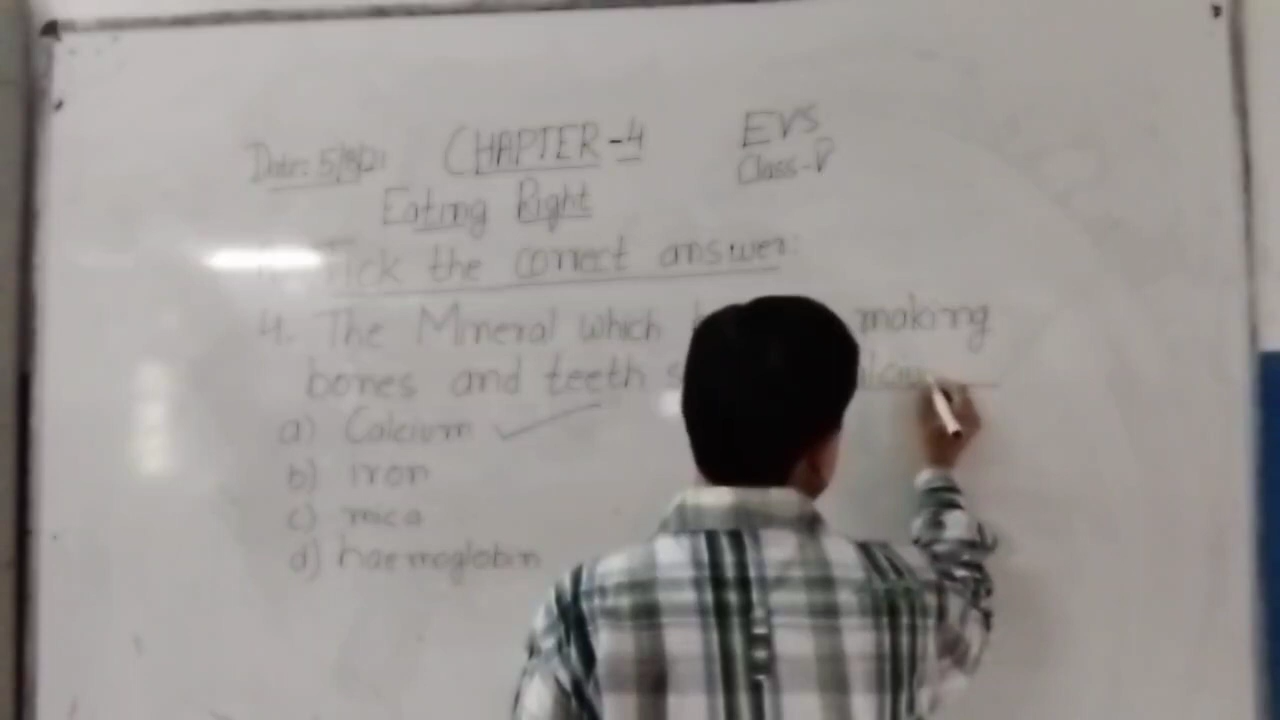 Date: 5/8/21 CHAPTER-4 EVS
Class-V
Eating Right
Tick the correct answer:
4. The Mineral which making
bones and teeth
a) Calcium ✓
b) iron
c) mica
d) haemoglobin